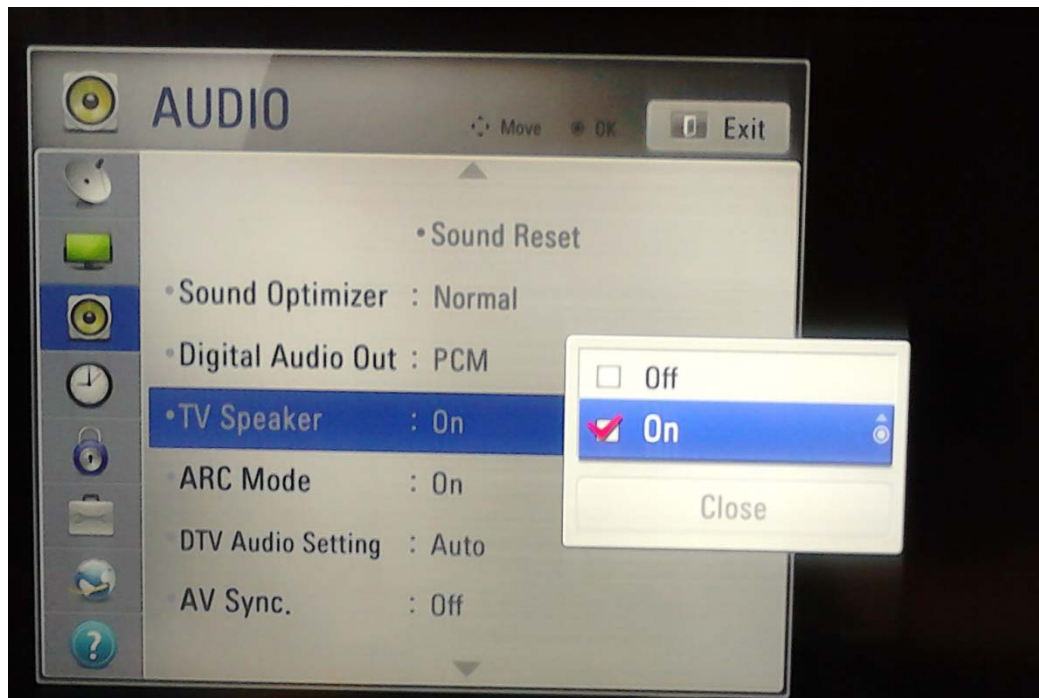 AUDIO
Move OK Exit
• Sound Reset
• Sound Optimizer : Normal
• Digital Audio Out : PCM
• TV Speaker : On
• ARC Mode : On
• DTV Audio Setting : Auto
• AV Sync. : Off
Off
On
Close
?